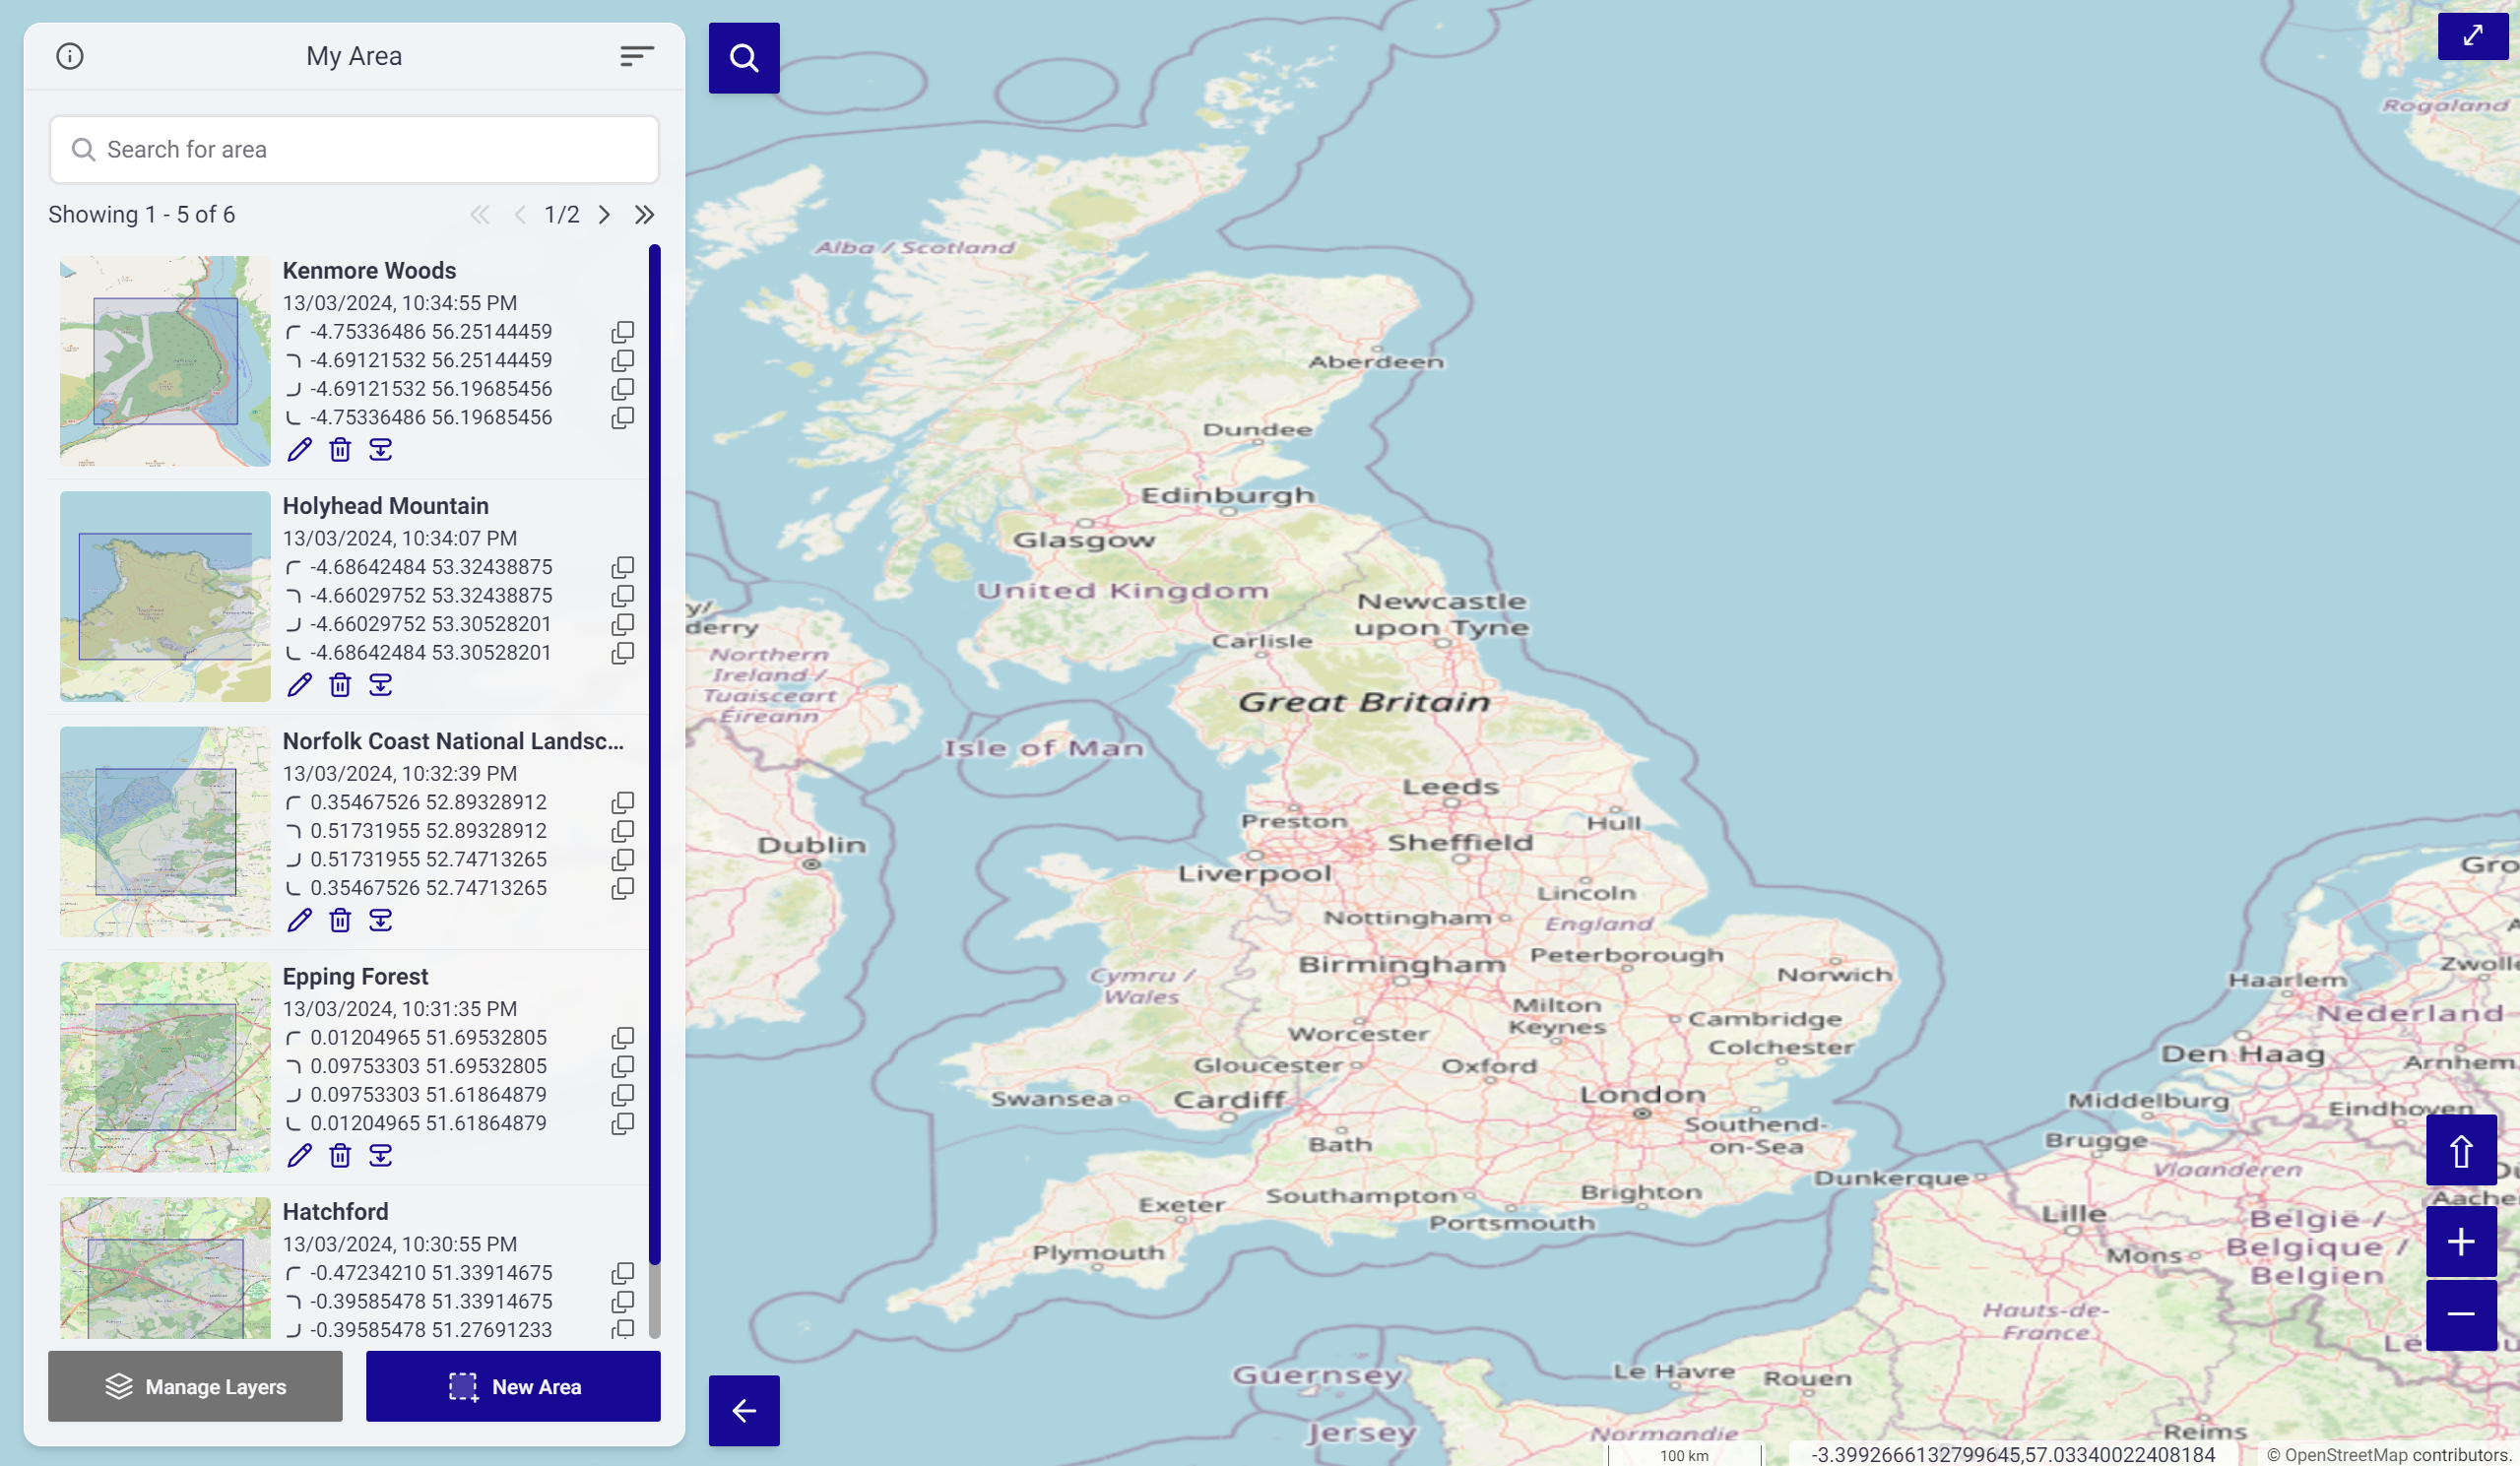 My Area
Search for area
Showing 1 - 5 of 6
1/2
Kenmore Woods
13/03/2024, 10:34:55 PM
-4.75336486 56.25144459
-4.69121532 56.25144459
-4.69121532 56.19685456
-4.75336486 56.19685456
Holyhead Mountain
13/03/2024, 10:34:07 PM
-4.68642484 53.32438875
-4.66029752 53.32438875
-4.66029752 53.30528201
-4.68642484 53.30528201
Norfolk Coast National Landsc...
13/03/2024, 10:32:39 PM
0.35467526 52.89328912
0.51731955 52.89328912
0.51731955 52.74713265
0.35467526 52.74713265
Epping Forest
13/03/2024, 10:31:35 PM
0.01204965 51.69532805
0.09753303 51.69532805
0.09753303 51.61864879
0.01204965 51.61864879
Hatchford
13/03/2024, 10:30:55 PM
-0.47234210 51.33914675
-0.39585478 51.33914675
-0.39585478 51.27691233
Manage Layers
New Area
Rogaland
Alba / Scotland
Aberdeen
Dundee
Edinburgh
Glasgow
United Kingdom
Newcastle
upon Tyne
y/
derry
Carlisle
Northern
Ireland /
Tuaisceart
Éireann
Great Britain
Isle of Man
Leeds
Preston
Hull
Dublin
Sheffield
Liverpool
Gro
Lincoln
Nottingham
England
Peterborough
Birmingham
Norwich
Zwolle
Cymru /
Wales
Haarlem
Milton
Keynes
Nederland
Worcester
Cambridge
Colchester
Den Haag
Gloucester
Oxford
Arnhem
Swansea
Cardiff
London
Middelburg
Eindhoven
Southend-
on-Sea
Bath
Brugge
Vlaanderen
Dunkerque
Exeter
Southampton
Brighton
Aache
Portsmouth
Lille
België /
Belgique /
Belgien
Plymouth
Mons
Hauts-de-
France
Guernsey
Le Havre
Rouen
Jersey
Normandie
Reims
100 km
-3.3992666132799645,57.03340022408184
© OpenStreetMap contributors.